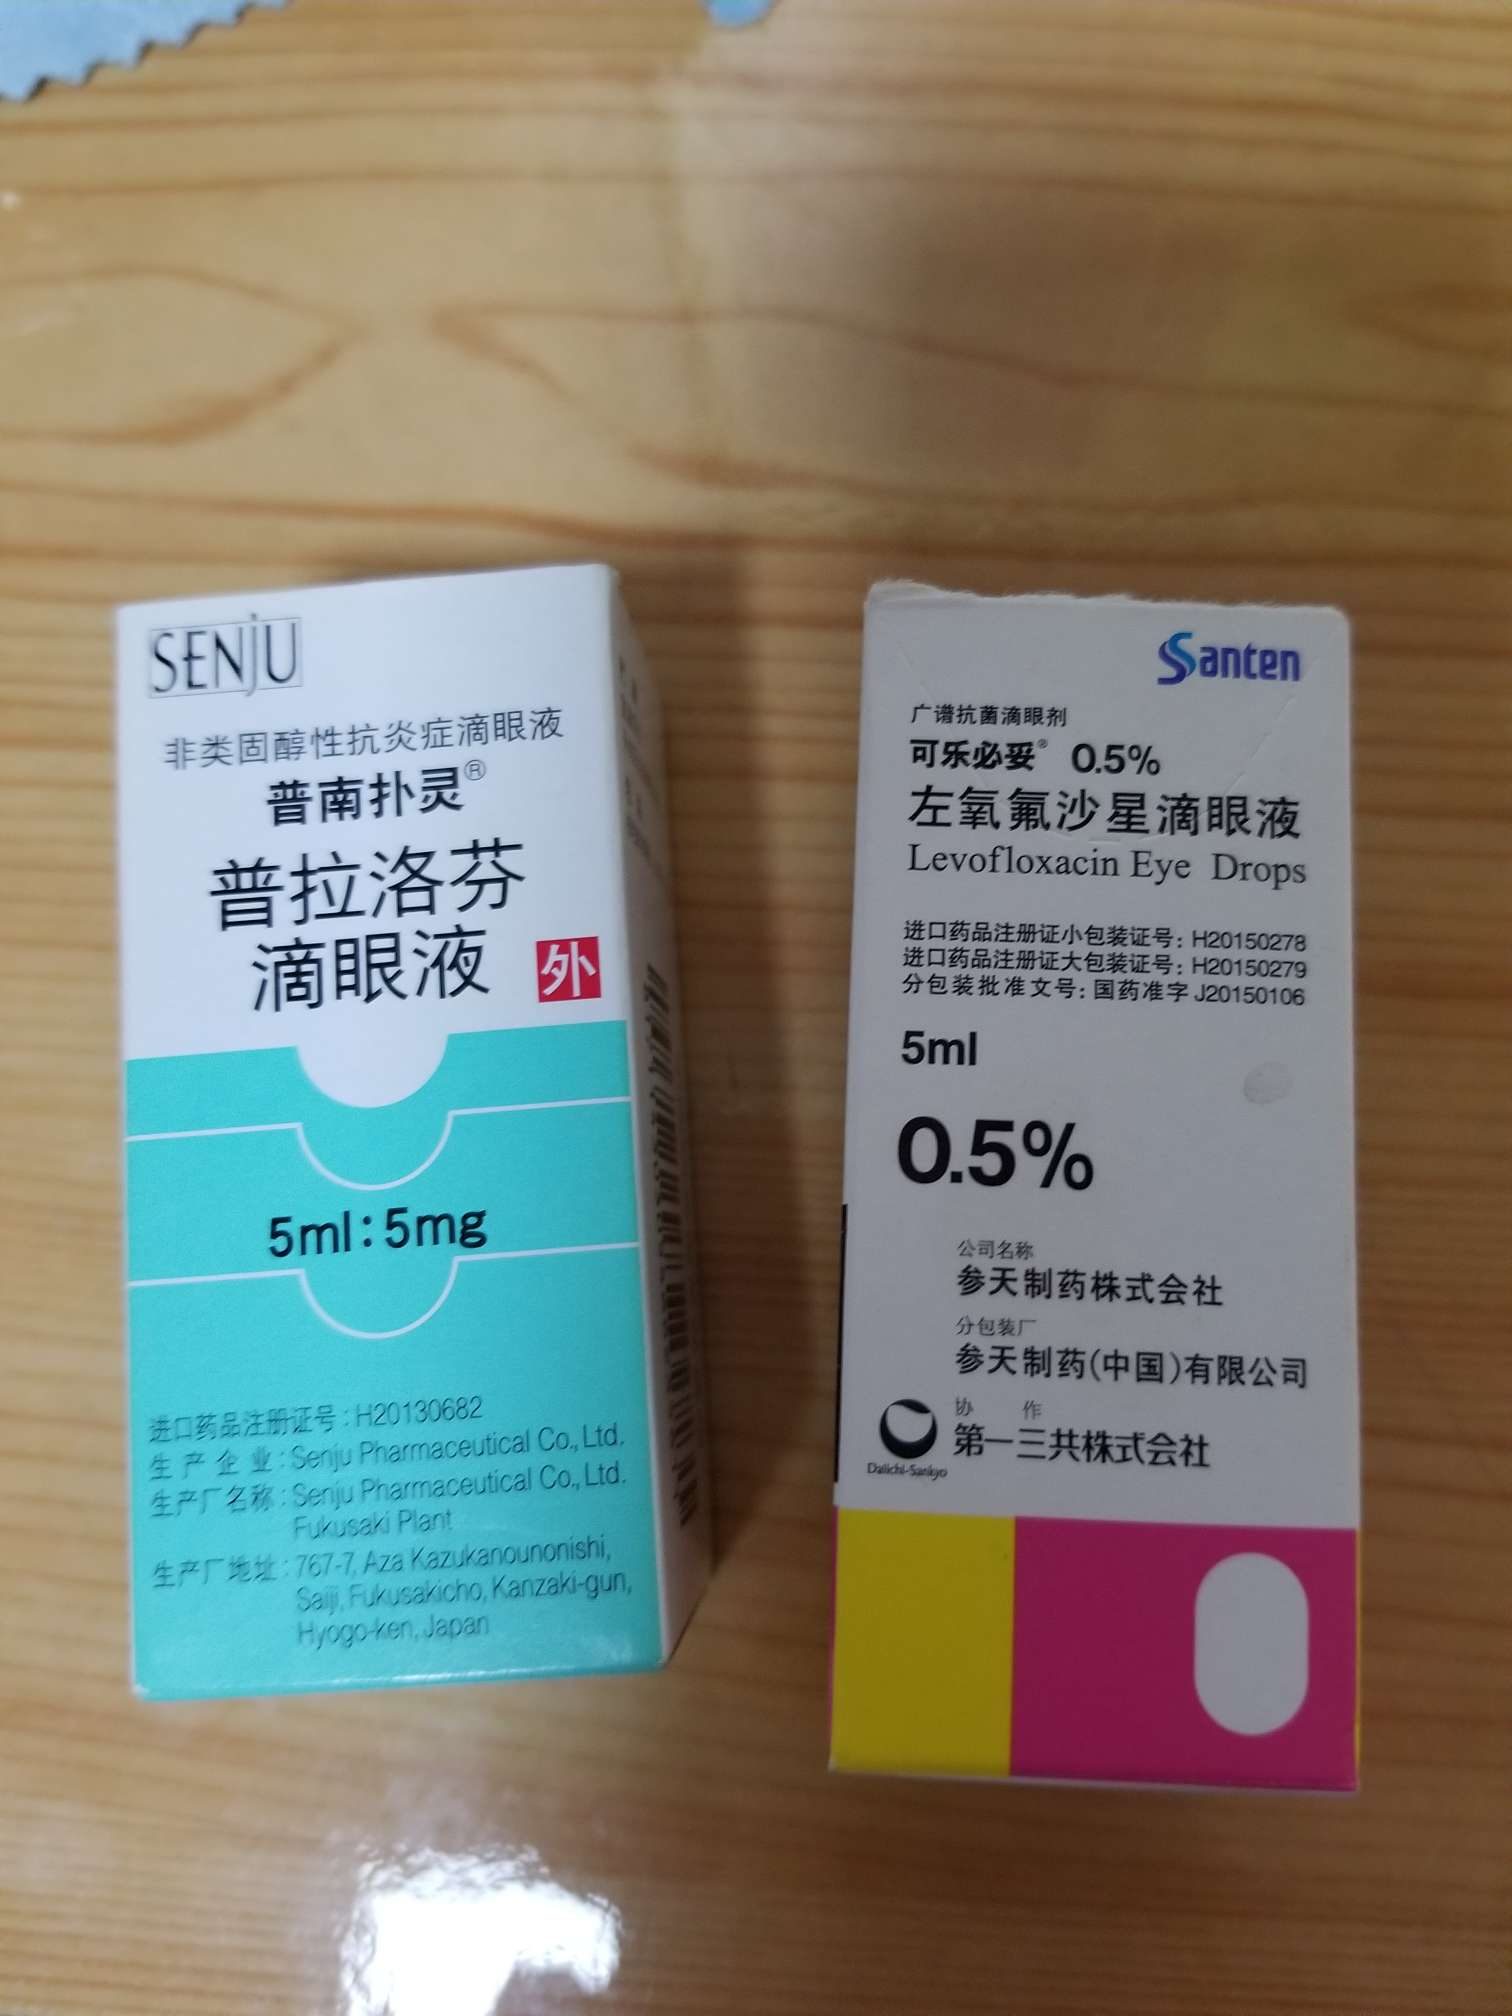 SENJU
非类固醇性抗炎症滴眼液
普南扑灵®
普拉洛芬
滴眼液
外
5ml:5mg
进口药品注册证号:H20130682
生产企业:Senju Pharmaceutical Co.,Ltd.
生产厂名称:Senju Pharmaceutical Co.,Ltd.
Fukusaki Plant
生产厂地址:767-7, Aza Kazukanounonishi,
Saiji, Fukusakicho, Kanzaki-gun,
Hyogo-ken, Japan
Santen
广谱抗菌滴眼剂
可乐必妥® 0.5%
左氧氟沙星滴眼液
Levofloxacin Eye Drops
进口药品注册证小包装证号:H20150278
进口药品注册证大包装证号:H20150279
分包装批准文号:国药准字J20150106
5ml
0.5%
公司名称
参天制药株式会社
分包装厂
参天制药(中国)有限公司
协作
第一三共株式会社
Daiichi-Sankyo